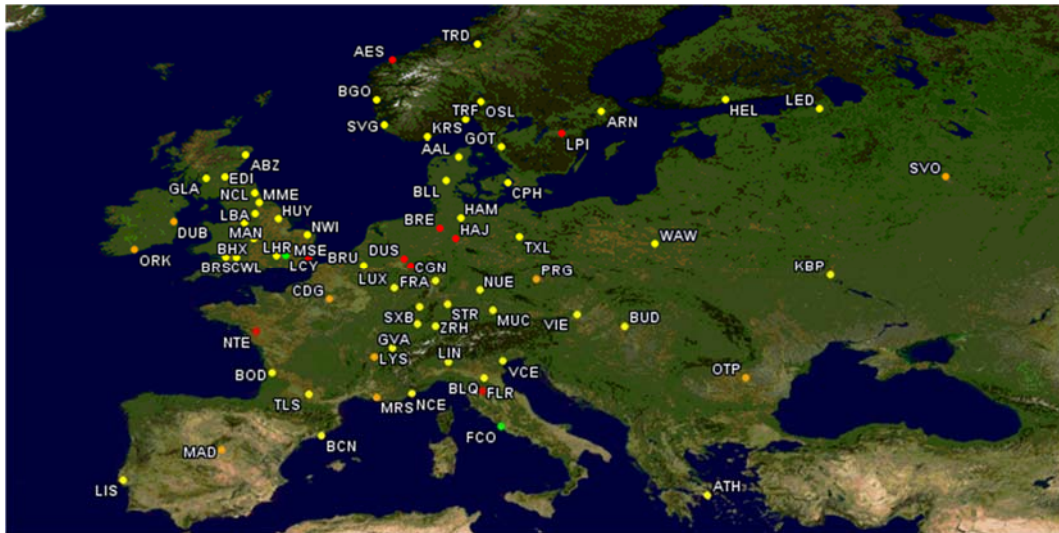 TRD
AES
BGO
TRF
OSL
LED
HEL
ARN
SVG
KRS
GOT
LPI
AAL
ABZ
SVO
EDI
GLA
BLL
CPH
NCL
MME
HUY
HAM
LBA
BRE
DUB
MAN
NWI
HAJ
TXL
WAW
ORK
BHX
LHR
MSE
BRU
DUS
BRS
CWL
LCY
CGN
KBP
LUX
FRA
NUE
PRG
CDG
STR
SXB
ZRH
MUC
VIE
BUD
NTE
GVA
LYS
LIN
VCE
BOD
OTP
BLQ
FLR
TLS
MRS
NCE
FCO
BCN
MAD
LIS
ATH